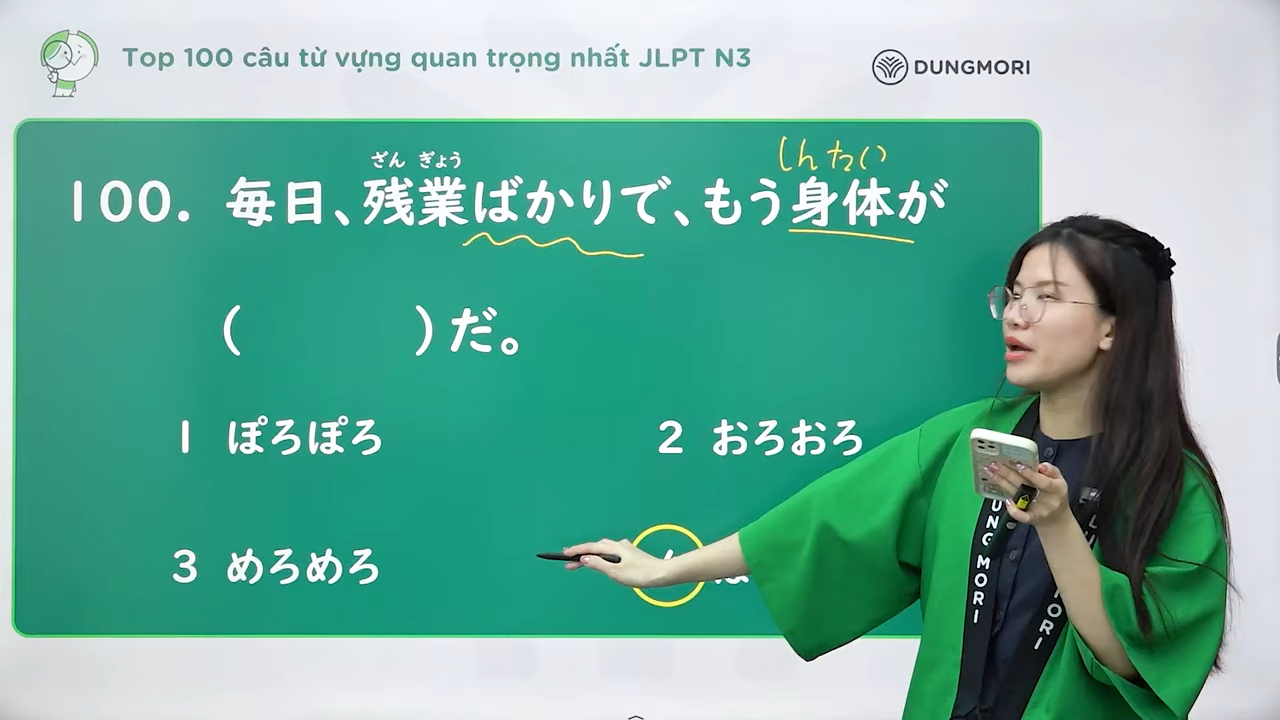 Top 100 câu từ vựng quan trọng nhất JLPT N3
DUNGMORI
ざん ぎょう
しんたい
100. 毎日、残業ばかりで、もう身体が
( )だ。
1 ぽろぽろ
2 おろおろ
3 めろめろ
MORI